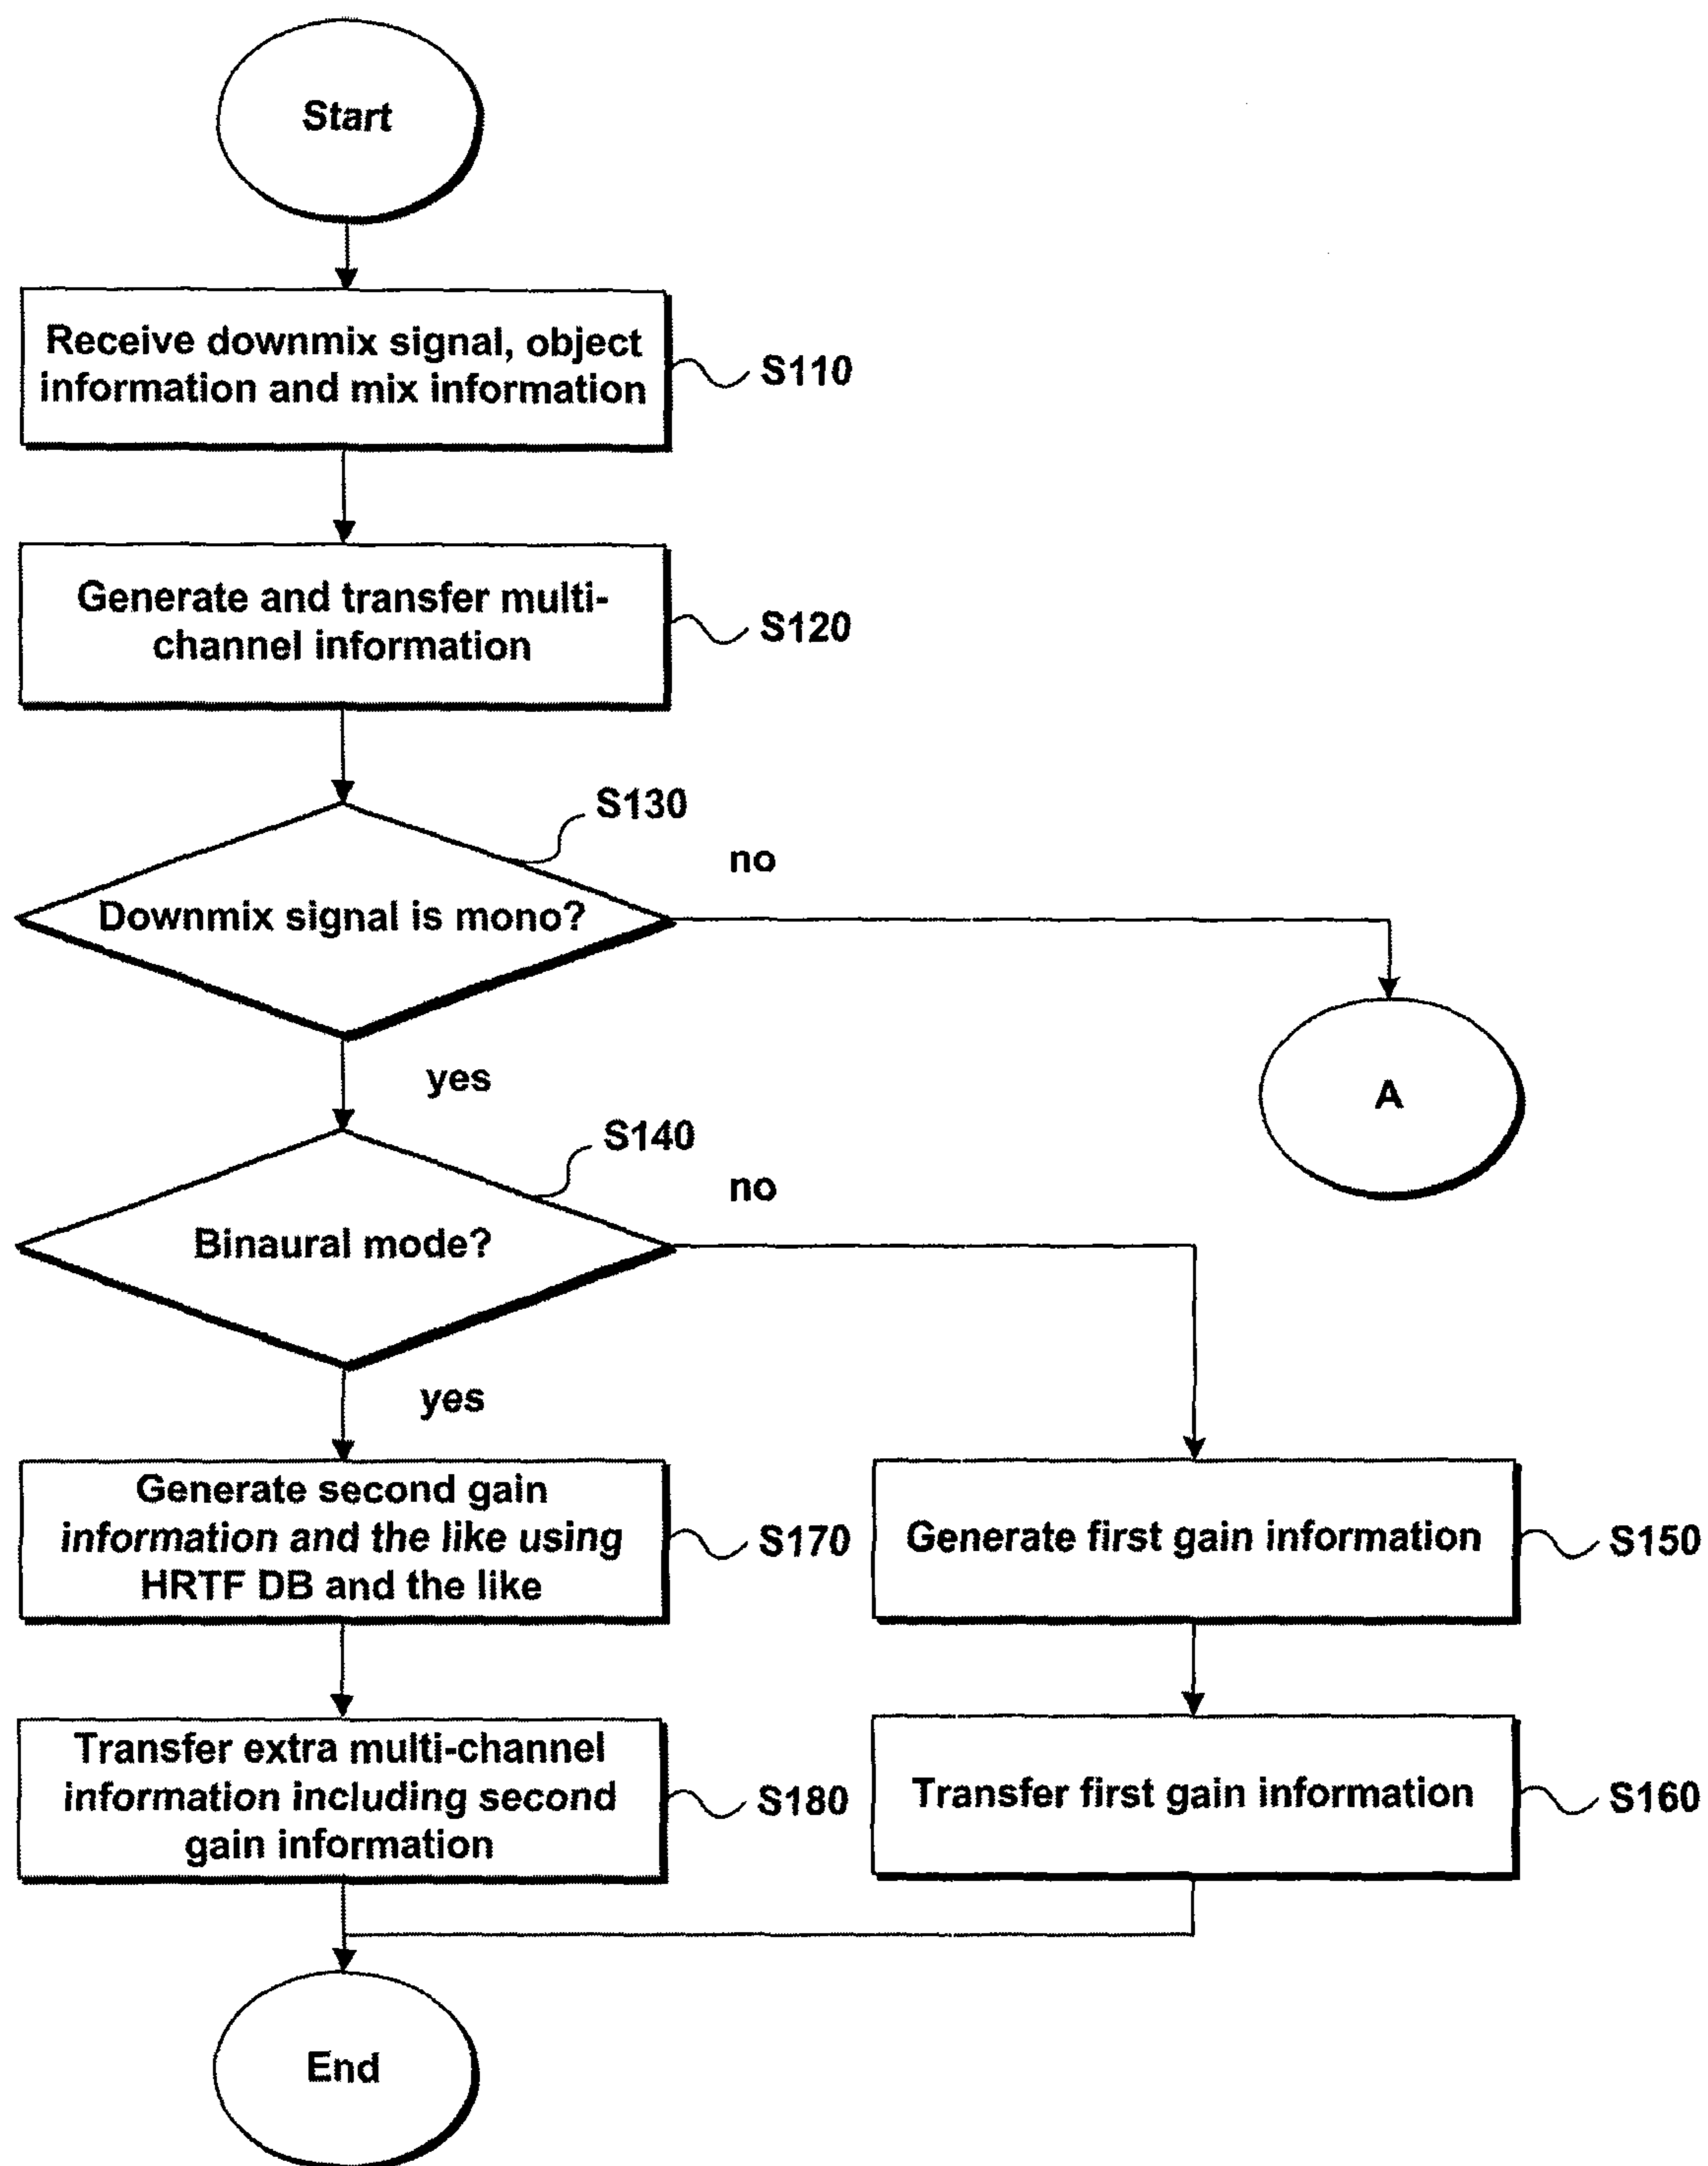 Start
Receive downmix signal, object
information and mix information
S110
Generate and transfer multi-
channel information
S120
S130
no
Downmix signal is mono?
A
yes
S140
no
Binaural mode?
yes
Generate second gain
information and the like using
HRTF DB and the like
S170
Generate first gain information
S150
Transfer extra multi-channel
information including second
gain information
S180
Transfer first gain information
S160
End